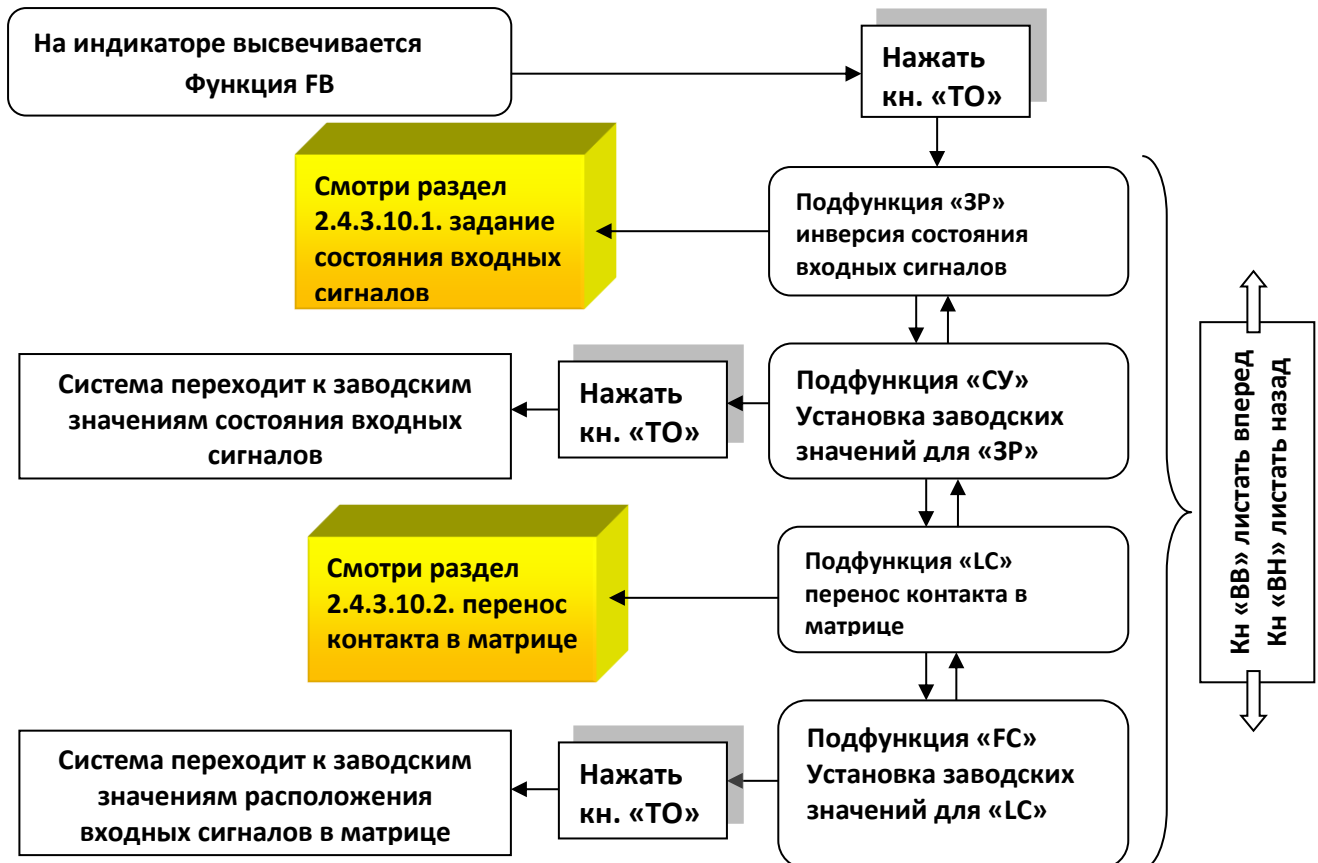 На индикаторе высвечивается
Функция FB
Нажать
кн. «ТО»
Смотри раздел
2.4.3.10.1. задание
состояния входных
сигналов
Подфункция «ЗР»
инверсия состояния
входных сигналов
Система переходит к заводским
значениям состояния входных
сигналов
Нажать
кн. «ТО»
Подфункция «СУ»
Установка заводских
значений для «ЗР»
Смотри раздел
2.4.3.10.2. перенос
контакта в матрице
Подфункция «LC»
перенос контакта в
матрице
Система переходит к заводским
значениям расположения
входных сигналов в матрице
Нажать
кн. «ТО»
Подфункция «FC»
Установка заводских
значений для «LC»
Кн «ВВ» листать вперед
Кн «ВН» листать назад